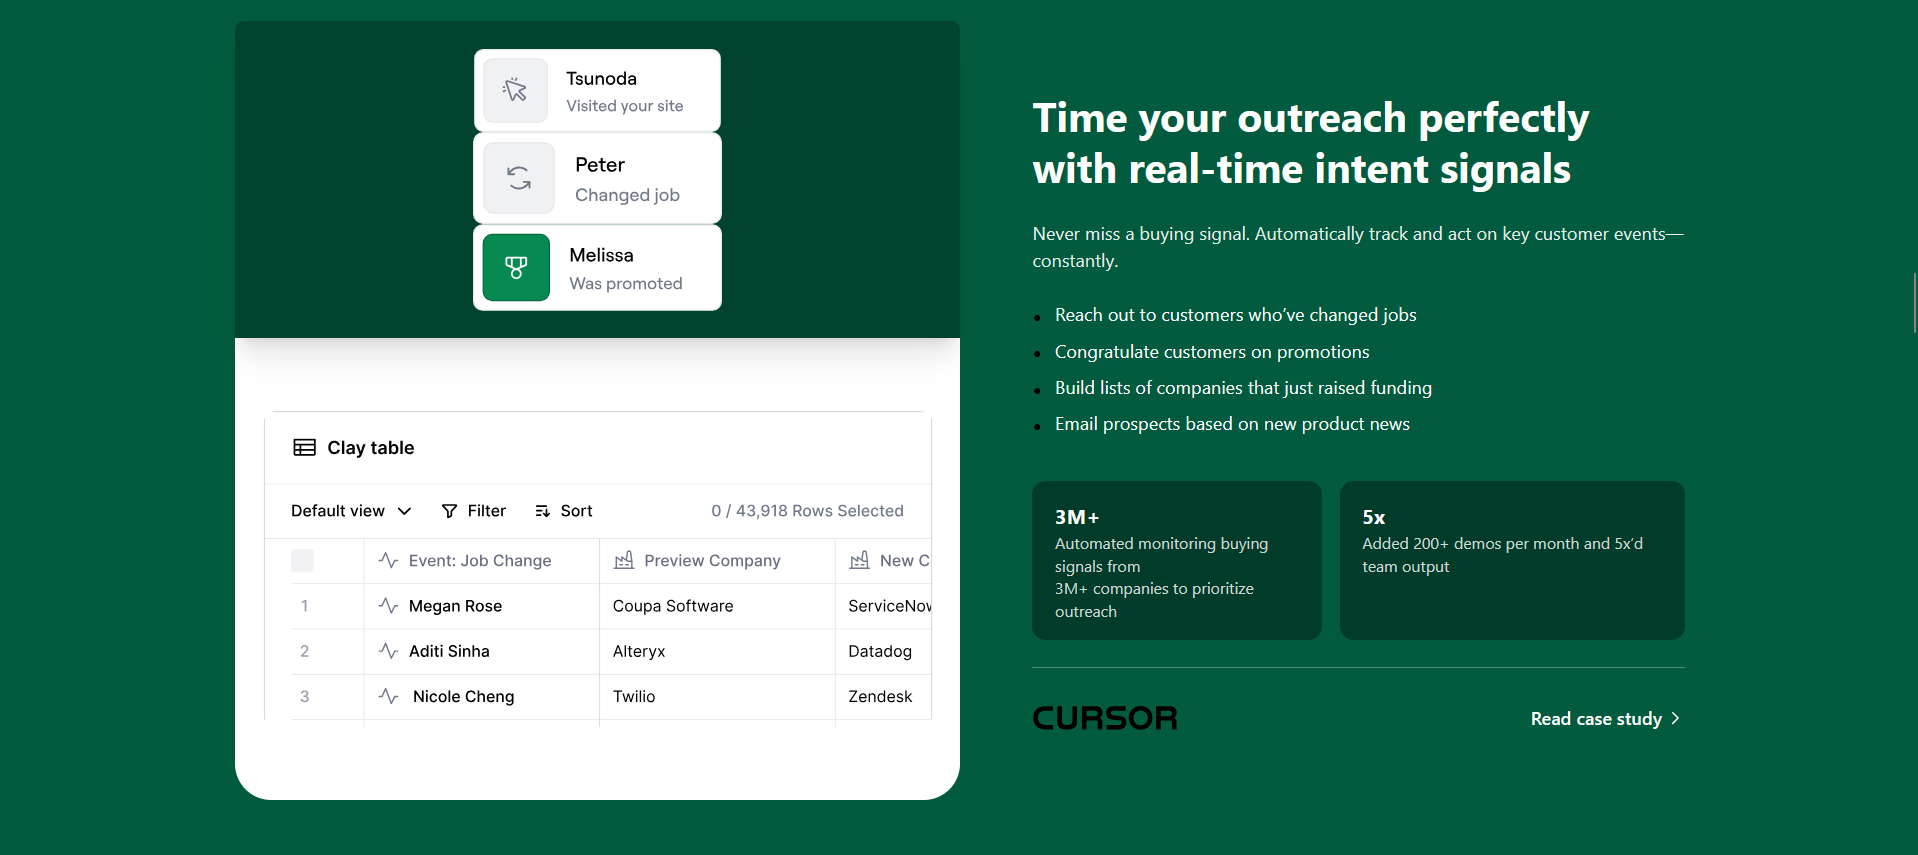 Tsunoda
Visited your site
Peter
Changed job
Melissa
Was promoted
Clay table
Default view
Filter
Sort
0 / 43,918 Rows Selected
Event: Job Change
Preview Company
New C
1
Megan Rose
Coupa Software
ServiceNow
2
Aditi Sinha
Alteryx
Datadog
3
Nicole Cheng
Twilio
Zendesk
Time your outreach perfectly
with real-time intent signals
Never miss a buying signal. Automatically track and act on key customer events—
constantly.
Reach out to customers who’ve changed jobs
Congratulate customers on promotions
Build lists of companies that just raised funding
Email prospects based on new product news
3M+
Automated monitoring buying
signals from
3M+ companies to prioritize
outreach
5x
Added 200+ demos per month and 5x’d
team output
CURSOR
Read case study